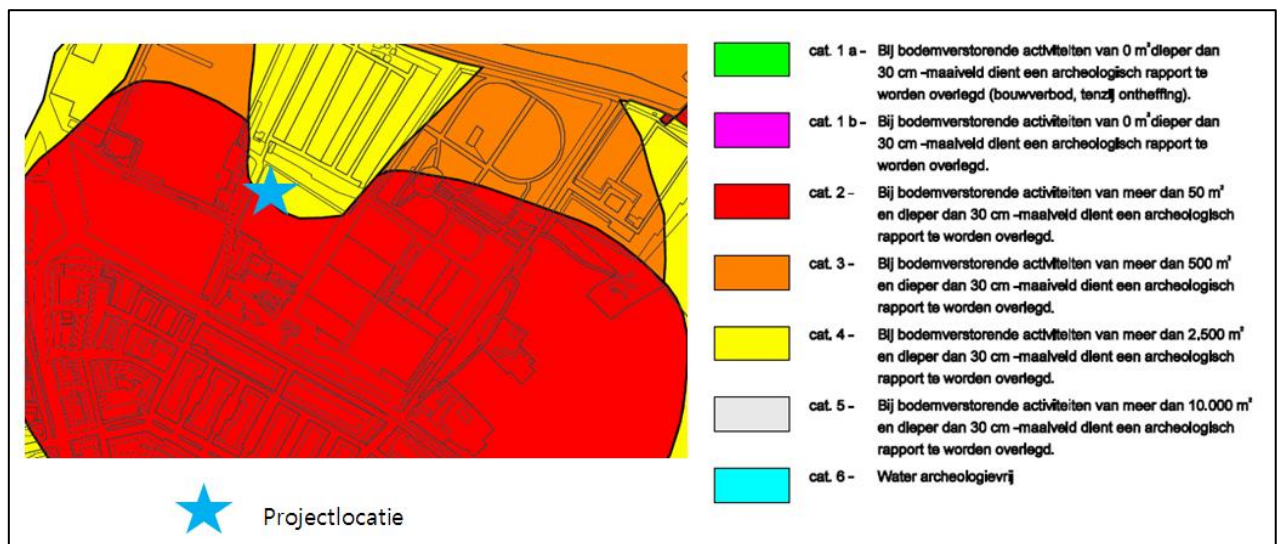 cat. 1 a – Bij bodemverstorende activiteiten van 0 m² dieper dan
30 cm -maaiveld dient een archeologisch rapport te
worden overlegd (bouwverbod, tenzij ontheffing).
cat. 1 b – Bij bodemverstorende activiteiten van 0 m² dieper dan
30 cm -maaiveld dient een archeologisch rapport te
worden overlegd.
cat. 2 – Bij bodemverstorende activiteiten van meer dan 50 m²
en dieper dan 30 cm -maaiveld dient een archeologisch
rapport te worden overlegd.
cat. 3 – Bij bodemverstorende activiteiten van meer dan 500 m²
en dieper dan 30 cm -maaiveld dient een archeologisch
rapport te worden overlegd.
cat. 4 – Bij bodemverstorende activiteiten van meer dan 2.500 m²
en dieper dan 30 cm -maaiveld dient een archeologisch
rapport te worden overlegd.
cat. 5 – Bij bodemverstorende activiteiten van meer dan 10.000 m²
en dieper dan 30 cm -maaiveld dient een archeologisch
rapport te worden overlegd.
cat. 6 – Water archeologievrij
Projectlocatie